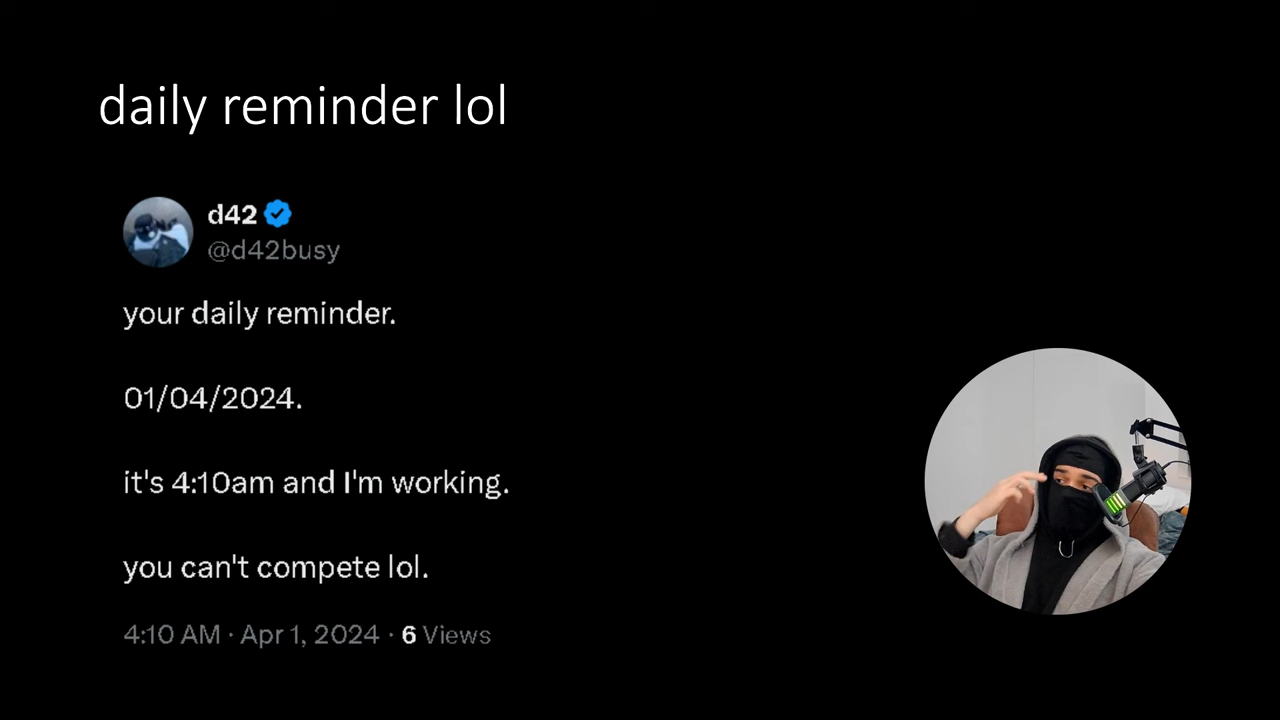 daily reminder lol
d42
@d42busy
your daily reminder.
01/04/2024.
it's 4:10am and I'm working.
you can't compete lol.
4:10 AM · Apr 1, 2024 · 6 Views